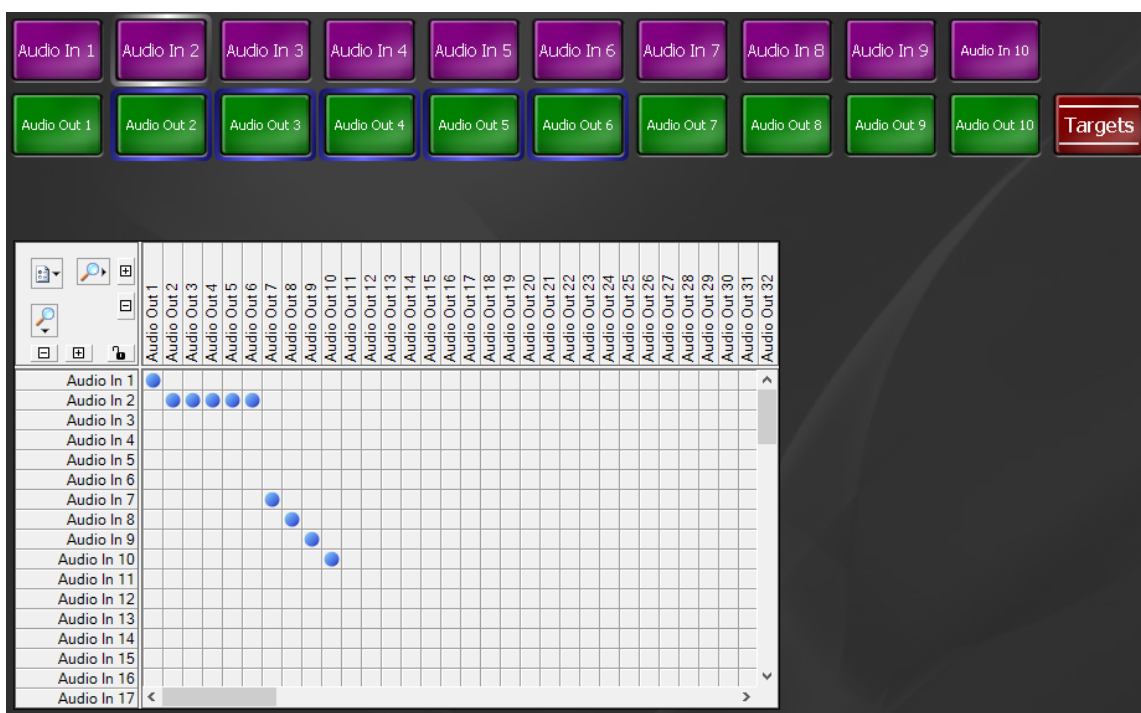 Audio In 1 Audio In 2 Audio In 3 Audio In 4 Audio In 5 Audio In 6 Audio In 7 Audio In 8 Audio In 9 Audio In 10
Audio Out 1 Audio Out 2 Audio Out 3 Audio Out 4 Audio Out 5 Audio Out 6 Audio Out 7 Audio Out 8 Audio Out 9 Audio Out 10 Targets
Audio Out 1
Audio Out 2
Audio Out 3
Audio Out 4
Audio Out 5
Audio Out 6
Audio Out 7
Audio Out 8
Audio Out 9
Audio Out 10
Audio Out 11
Audio Out 12
Audio Out 13
Audio Out 14
Audio Out 15
Audio Out 16
Audio Out 17
Audio Out 18
Audio Out 19
Audio Out 20
Audio Out 21
Audio Out 22
Audio Out 23
Audio Out 24
Audio Out 25
Audio Out 26
Audio Out 27
Audio Out 28
Audio Out 29
Audio Out 30
Audio Out 31
Audio Out 32
Audio In 1
Audio In 2
Audio In 3
Audio In 4
Audio In 5
Audio In 6
Audio In 7
Audio In 8
Audio In 9
Audio In 10
Audio In 11
Audio In 12
Audio In 13
Audio In 14
Audio In 15
Audio In 16
Audio In 17